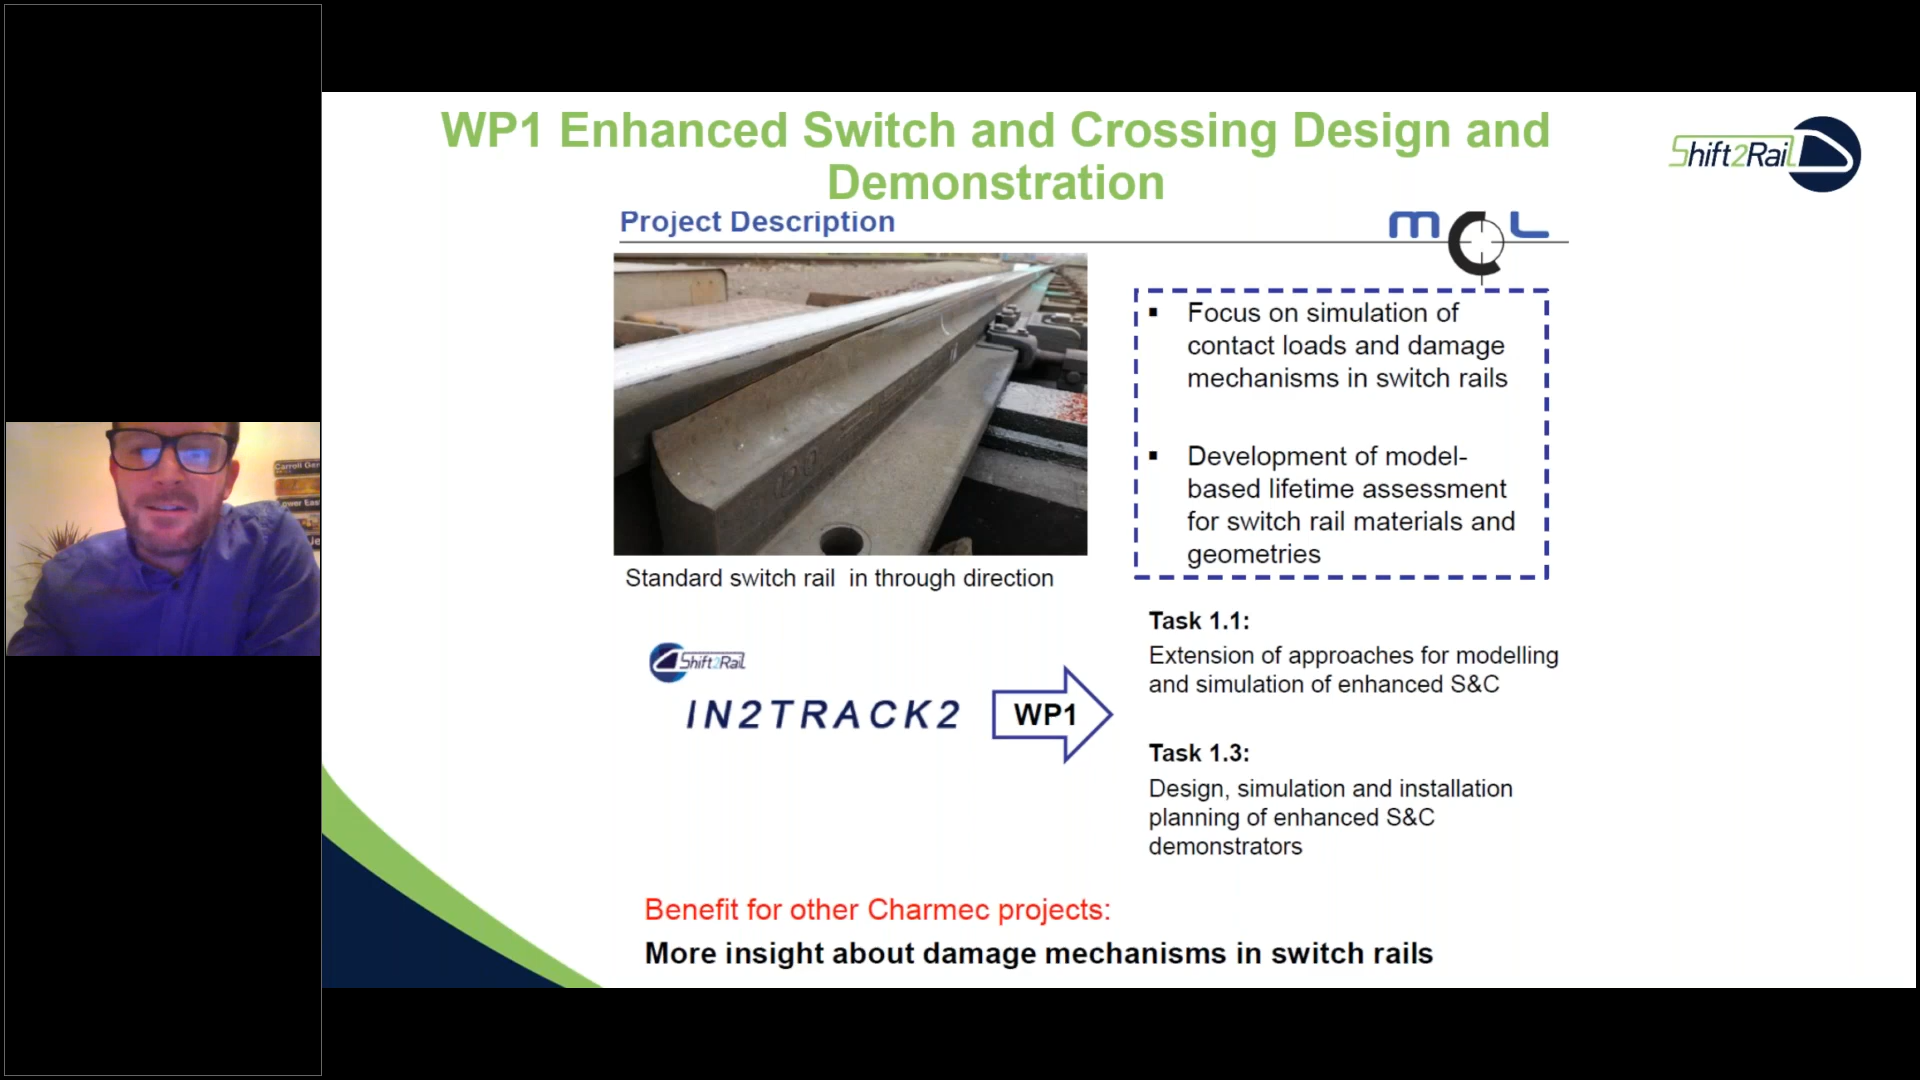 WP1 Enhanced Switch and Crossing Design and
Demonstration
Shift2Rail
Project Description
mCL
▪ Focus on simulation of
contact loads and damage
mechanisms in switch rails
▪ Development of model-
based lifetime assessment
for switch rail materials and
geometries
Standard switch rail in through direction
Shift2Rail
IN2TRACK2
WP1
Task 1.1:
Extension of approaches for modelling
and simulation of enhanced S&C
Task 1.3:
Design, simulation and installation
planning of enhanced S&C
demonstrators
Benefit for other Charmec projects:
More insight about damage mechanisms in switch rails
Carroll Gar